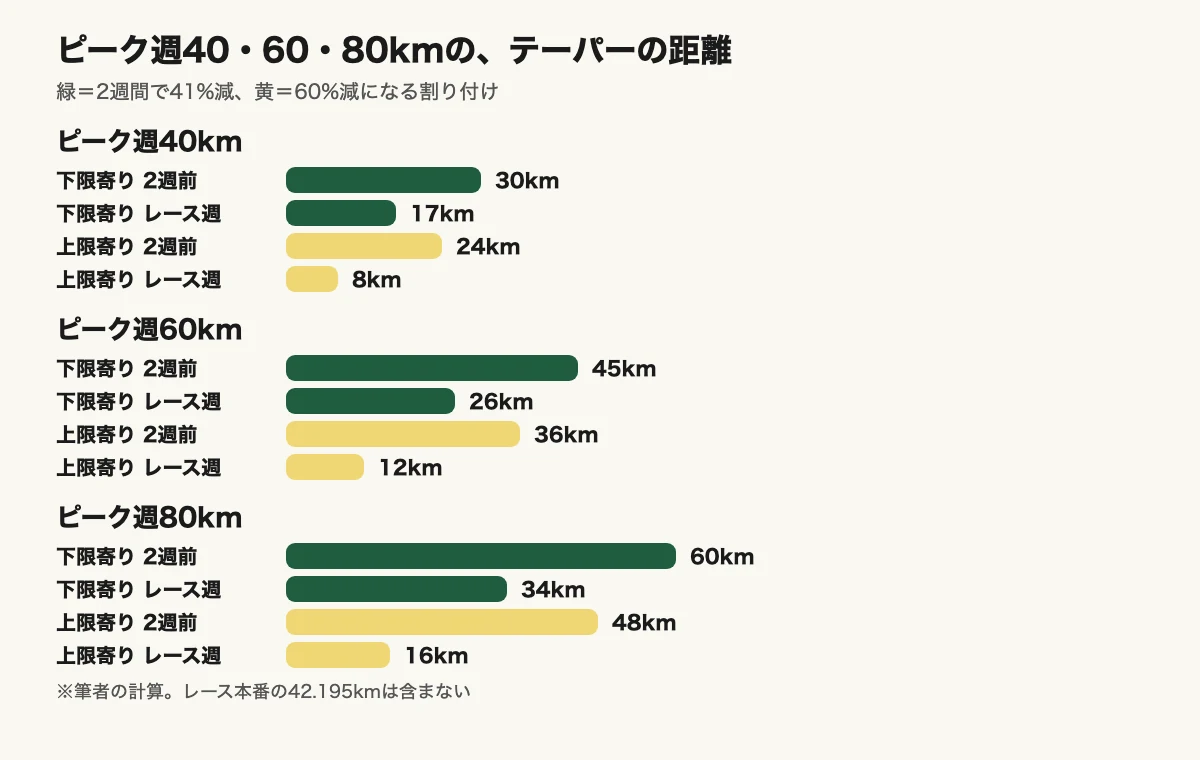 ピーク週40・60・80kmの、テーパーの距離
緑＝2週間で41%減、黄＝60%減になる割り付け
ピーク週40km
下限寄り 2週前 30km
下限寄り レース週 17km
上限寄り 2週前 24km
上限寄り レース週 8km
ピーク週60km
下限寄り 2週前 45km
下限寄り レース週 26km
上限寄り 2週前 36km
上限寄り レース週 12km
ピーク週80km
下限寄り 2週前 60km
下限寄り レース週 34km
上限寄り 2週前 48km
上限寄り レース週 16km
※筆者の計算。レース本番の42.195kmは含まない